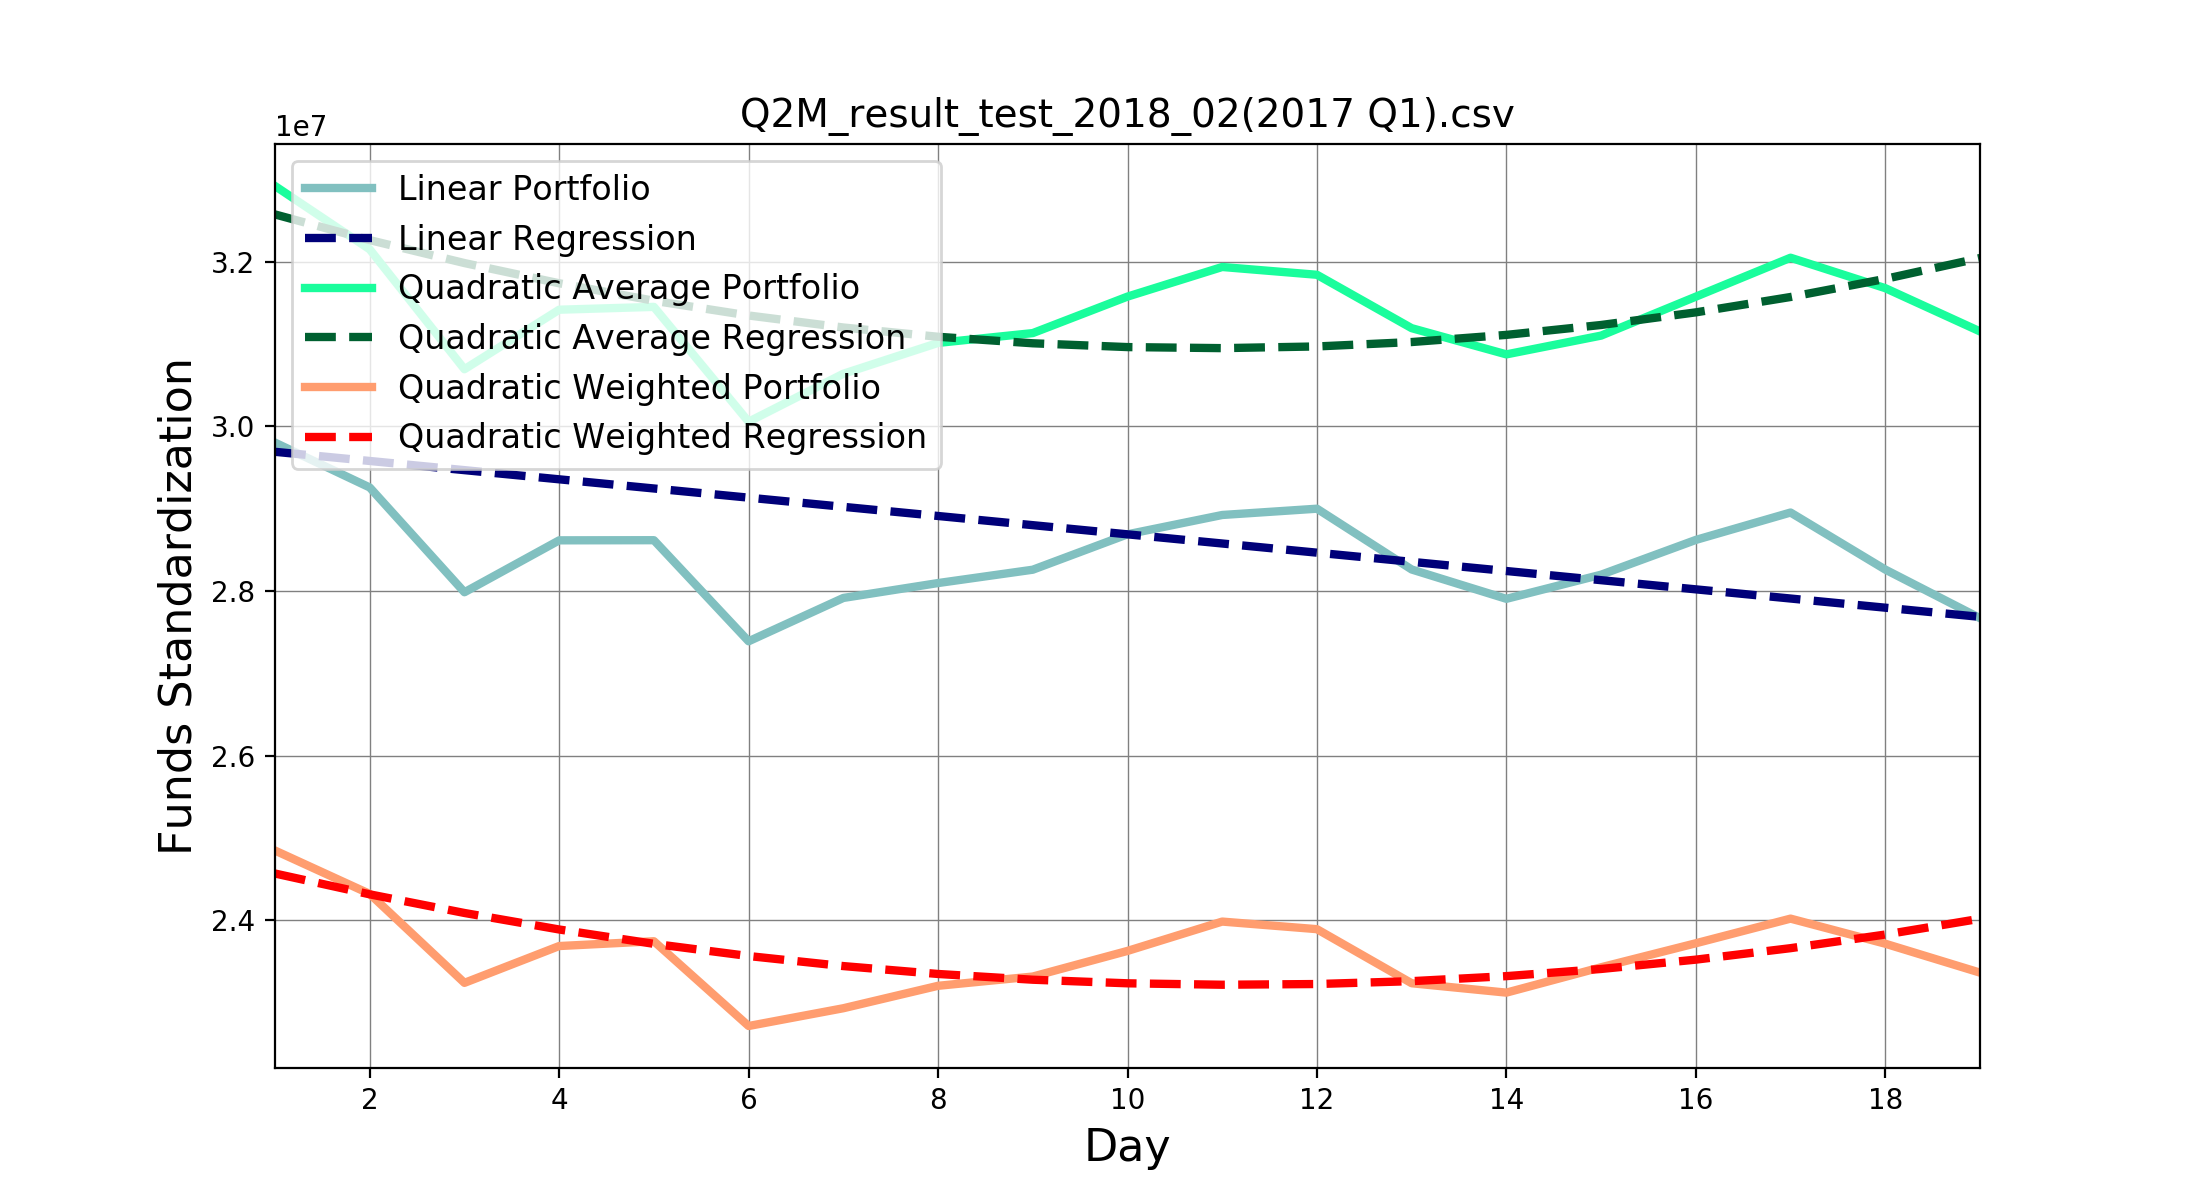 Q2M_result_test_2018_02(2017 Q1).csv
1e7
Linear Portfolio
Linear Regression
Quadratic Average Portfolio
Quadratic Average Regression
Quadratic Weighted Portfolio
Quadratic Weighted Regression
3.2
3.0
2.8
2.6
2.4
Funds Standardization
2 4 6 8 10 12 14 16 18
Day